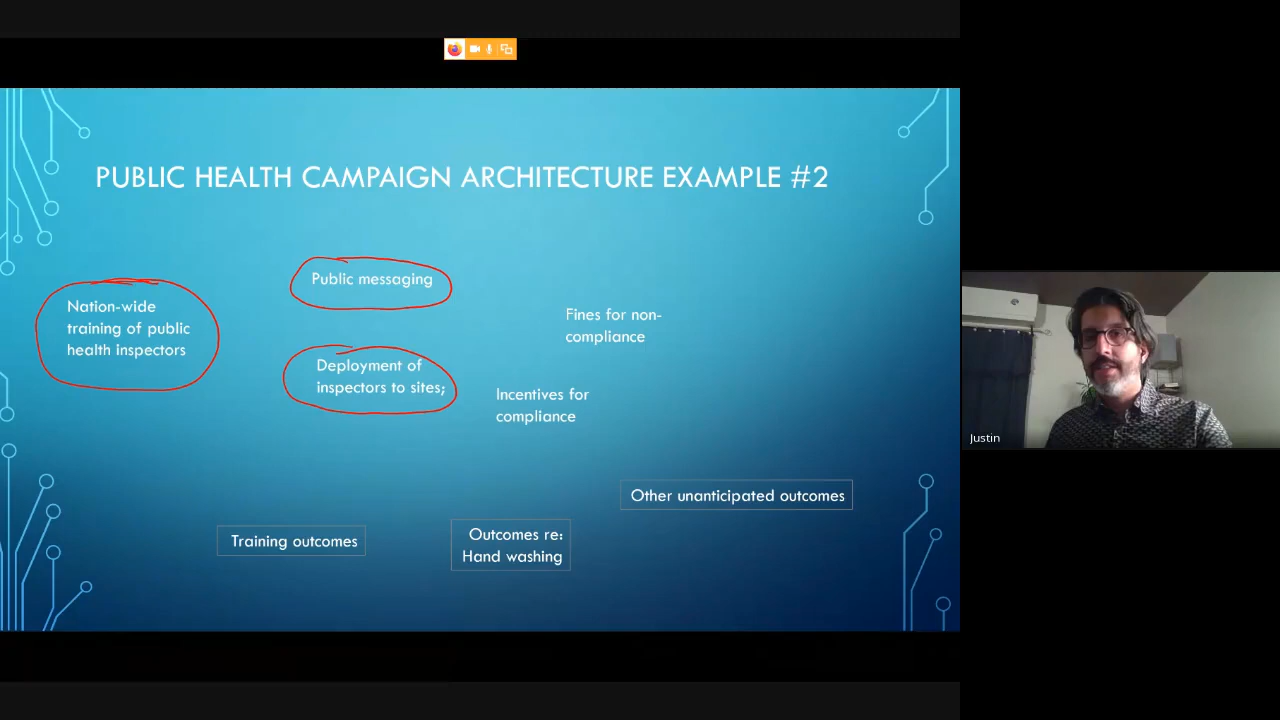 PUBLIC HEALTH CAMPAIGN ARCHITECTURE EXAMPLE #2
Nation-wide
training of public
health inspectors
Public messaging
Deployment of
inspectors to sites;
Fines for non-
compliance
Incentives for
compliance
Other unanticipated outcomes
Training outcomes
Outcomes re:
Hand washing
Justin